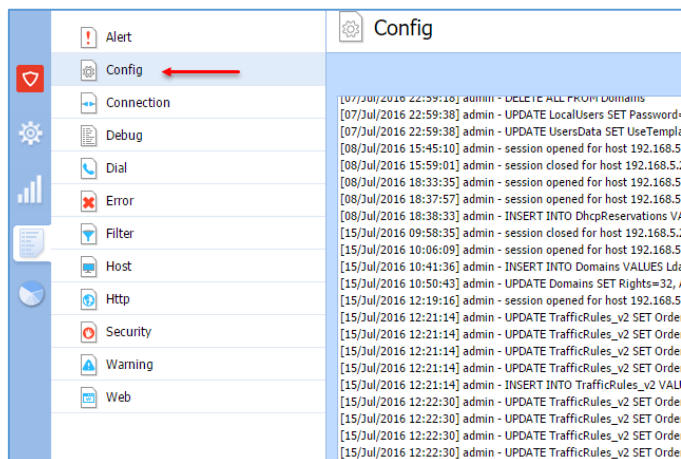 Alert
Config
Connection
Debug
Dial
Error
Filter
Host
Http
Security
Warning
Web
Config
[07/Jul/2016 22:59:18] admin - DELETE ALL FROM Domains
[07/Jul/2016 22:59:38] admin - UPDATE LocalUsers SET Password=
[07/Jul/2016 22:59:38] admin - UPDATE UsersData SET UseTempla
[08/Jul/2016 15:45:10] admin - session opened for host 192.168.5
[08/Jul/2016 15:59:01] admin - session closed for host 192.168.5.2
[08/Jul/2016 18:33:35] admin - session opened for host 192.168.5
[08/Jul/2016 18:37:57] admin - session opened for host 192.168.5
[08/Jul/2016 18:38:33] admin - INSERT INTO DhcpReservations VA
[15/Jul/2016 09:58:35] admin - session closed for host 192.168.5.2
[15/Jul/2016 10:06:09] admin - session opened for host 192.168.5
[15/Jul/2016 10:41:36] admin - INSERT INTO Domains VALUES Lda
[15/Jul/2016 10:50:43] admin - UPDATE Domains SET Rights=32, A
[15/Jul/2016 12:19:16] admin - session opened for host 192.168.5
[15/Jul/2016 12:21:14] admin - UPDATE TrafficRules_v2 SET Orde
[15/Jul/2016 12:21:14] admin - UPDATE TrafficRules_v2 SET Orde
[15/Jul/2016 12:21:14] admin - UPDATE TrafficRules_v2 SET Orde
[15/Jul/2016 12:21:14] admin - UPDATE TrafficRules_v2 SET Orde
[15/Jul/2016 12:21:14] admin - INSERT INTO TrafficRules_v2 VALU
[15/Jul/2016 12:22:30] admin - UPDATE TrafficRules_v2 SET Orde
[15/Jul/2016 12:22:30] admin - UPDATE TrafficRules_v2 SET Orde
[15/Jul/2016 12:22:30] admin - UPDATE TrafficRules_v2 SET Orde
[15/Jul/2016 12:22:30] admin - UPDATE TrafficRules_v2 SET Orde